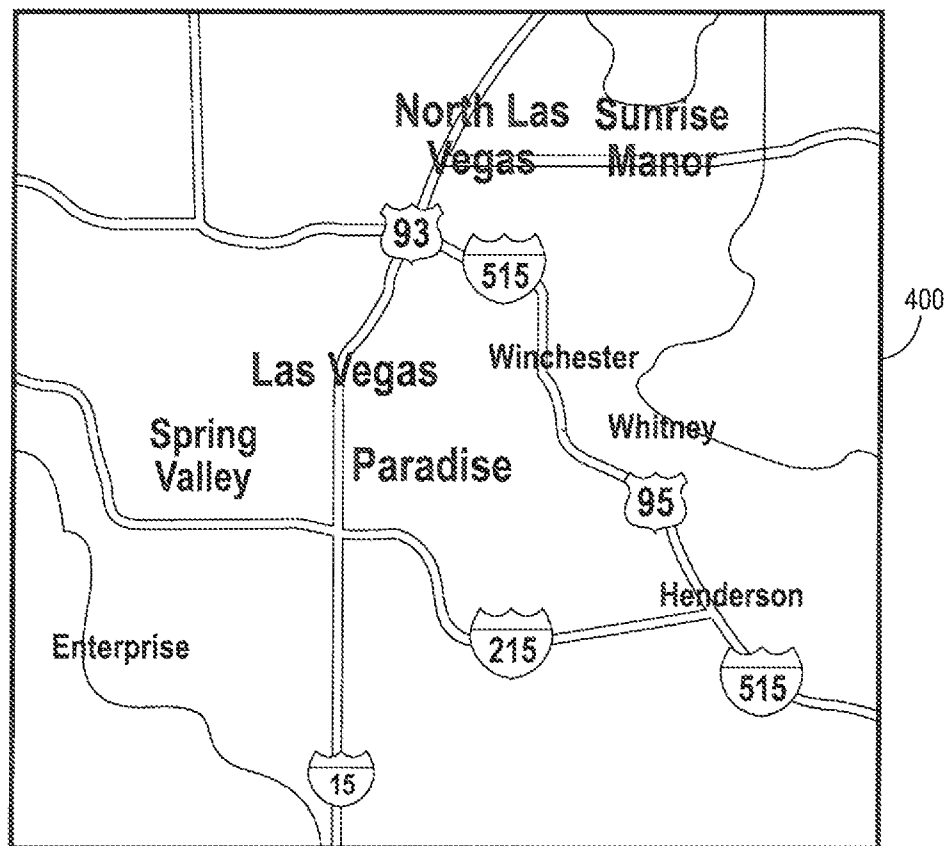 North Las
Vegas
Sunrise
Manor
93
515
400
Las Vegas
Winchester
Spring
Valley
Paradise
Whitney
95
Henderson
Enterprise
215
515
15